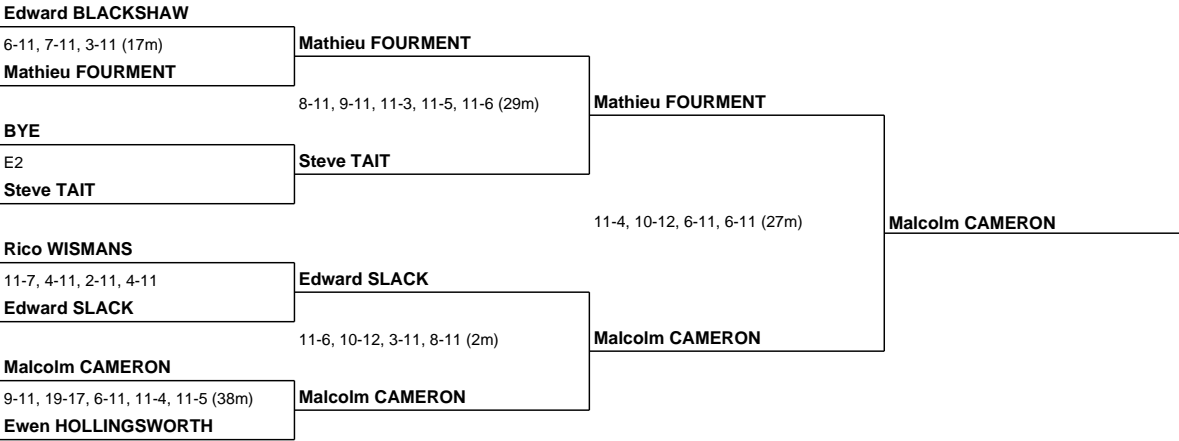 Edward BLACKSHAW
6-11, 7-11, 3-11 (17m)
Mathieu FOURMENT
Mathieu FOURMENT
8-11, 9-11, 11-3, 11-5, 11-6 (29m)
Mathieu FOURMENT
BYE
E2
Steve TAIT
Steve TAIT
11-4, 10-12, 6-11, 6-11 (27m)
Malcolm CAMERON
Rico WISMANS
11-7, 4-11, 2-11, 4-11
Edward SLACK
Edward SLACK
11-6, 10-12, 3-11, 8-11 (2m)
Malcolm CAMERON
Malcolm CAMERON
9-11, 19-17, 6-11, 11-4, 11-5 (38m)
Malcolm CAMERON
Ewen HOLLINGSWORTH